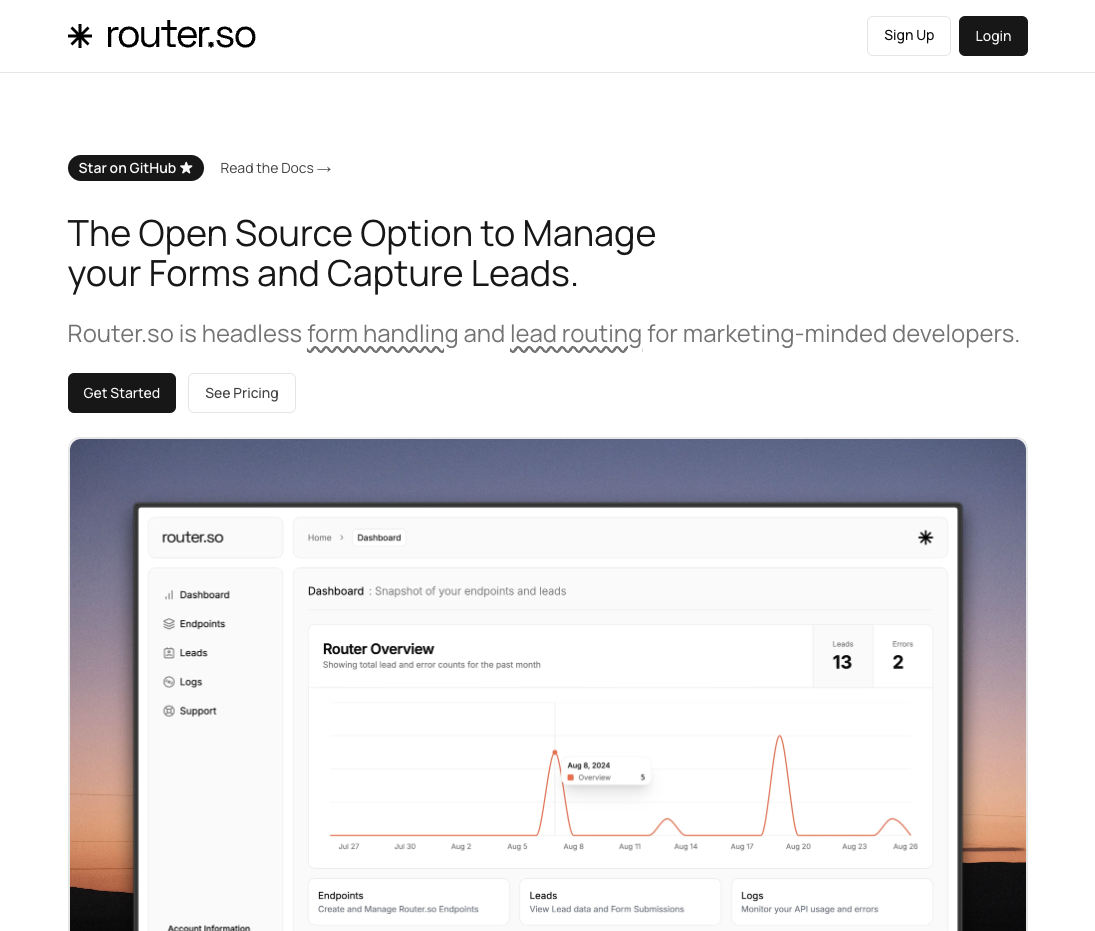 router.so
Sign Up
Login
Star on GitHub ★
Read the Docs →
The Open Source Option to Manage
your Forms and Capture Leads.
Router.so is headless form handling and lead routing for marketing-minded developers.
Get Started
See Pricing
router.so
Home > Dashboard
Dashboard
Endpoints
Leads
Logs
Support
Account Information
Dashboard : Snapshot of your endpoints and leads
Router Overview
Showing total lead and error counts for the past month
Leads
13
Errors
2
Aug 8, 2024
Overview 5
Jul 27 Jul 30 Aug 2 Aug 5 Aug 8 Aug 11 Aug 14 Aug 17 Aug 20 Aug 23 Aug 26
Endpoints
Create and Manage Router.so Endpoints
Leads
View Lead data and Form Submissions
Logs
Monitor your API usage and errors